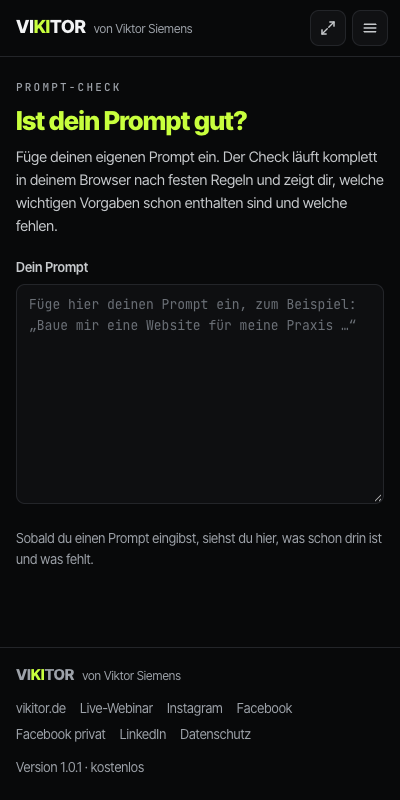 VIKITOR von Viktor Siemens
PROMPT-CHECK
Ist dein Prompt gut?
Füge deinen eigenen Prompt ein. Der Check läuft komplett
in deinem Browser nach festen Regeln und zeigt dir, welche
wichtigen Vorgaben schon enthalten sind und welche
fehlen.
Dein Prompt
Füge hier deinen Prompt ein, zum Beispiel:
„Baue mir eine Website für meine Praxis …“
Sobald du einen Prompt eingibst, siehst du hier, was schon drin ist
und was fehlt.
VIKITOR von Viktor Siemens
vikitor.de Live-Webinar Instagram Facebook
Facebook privat LinkedIn Datenschutz
Version 1.0.1 · kostenlos